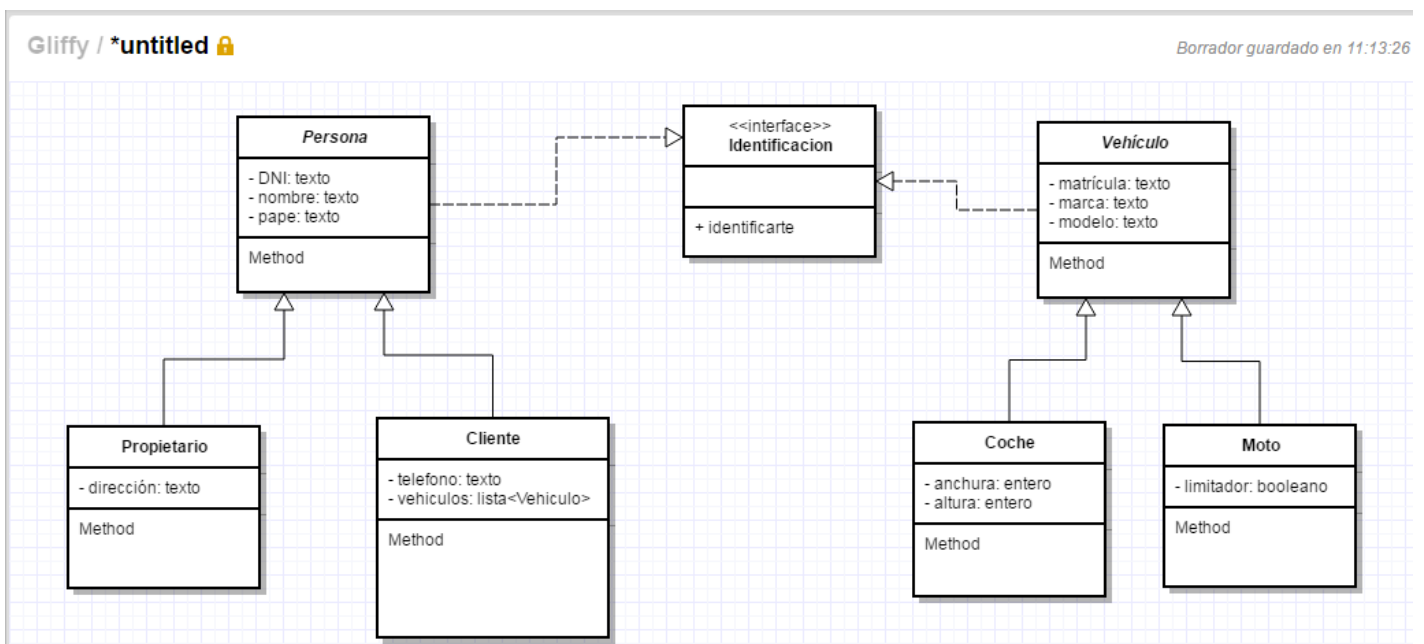 Gliffy / *untitled
Borrador guardado en 11:13:26
Persona
- DNI: texto
- nombre: texto
- pape: texto
Method
<<interface>>
Identificacion
+ identificarte
Vehículo
- matrícula: texto
- marca: texto
- modelo: texto
Method
Propietario
- dirección: texto
Method
Cliente
- telefono: texto
- vehiculos: lista<Vehiculo>
Method
Coche
- anchura: entero
- altura: entero
Method
Moto
- limitador: booleano
Method